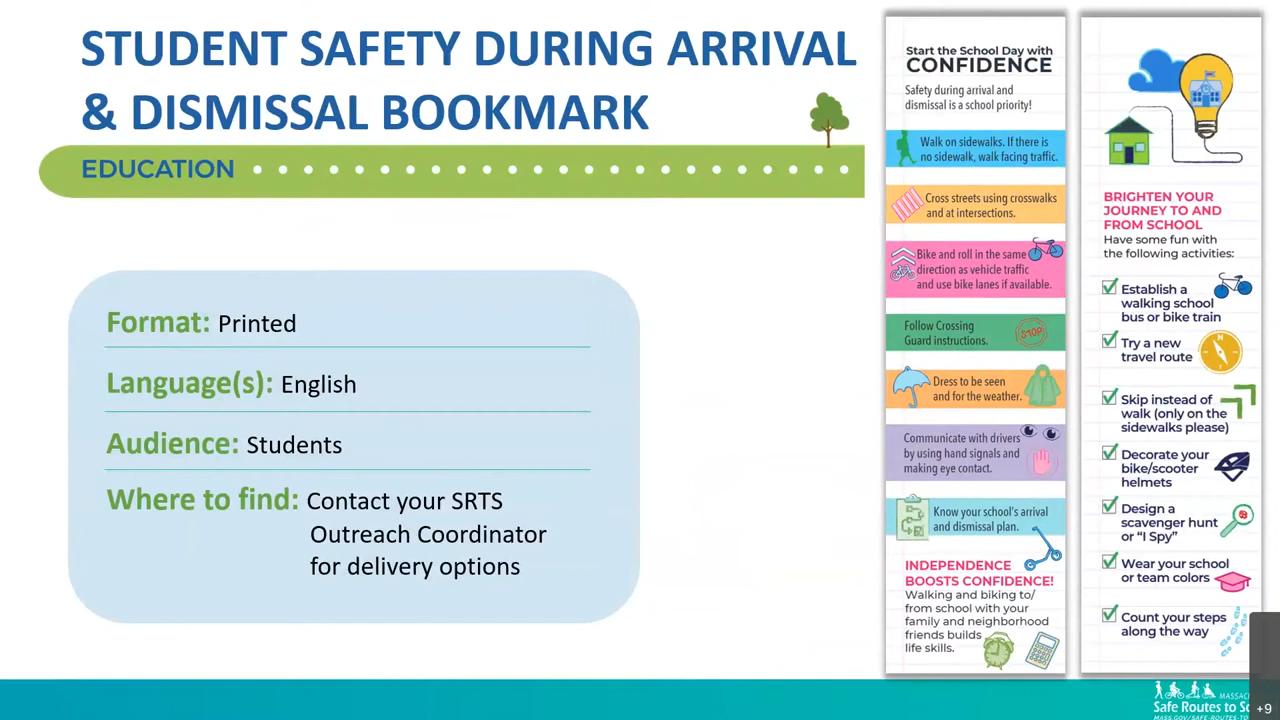 STUDENT SAFETY DURING ARRIVAL
& DISMISSAL BOOKMARK
EDUCATION
Format: Printed
Language(s): English
Audience: Students
Where to find: Contact your SRTS
Outreach Coordinator
for delivery options
Start the School Day with
CONFIDENCE
Safety during arrival and
dismissal is a school priority!
Walk on sidewalks. If there is
no sidewalk, walk facing traffic.
Cross streets using crosswalks
and at intersections.
Bike and roll in the same
direction as vehicle traffic
and use bike lanes if available.
Follow Crossing
Guard instructions.
STOP
Dress to be seen
and for the weather.
Communicate with drivers
by using hand signals and
making eye contact.
Know your school's arrival
and dismissal plan.
INDEPENDENCE
BOOSTS CONFIDENCE!
Walking and biking to/
from school with your
family and neighborhood
friends builds
life skills.
BRIGHTEN YOUR
JOURNEY TO AND
FROM SCHOOL
Have some fun with
the following activities:
Establish a
walking school
bus or bike train
Try a new
travel route
Skip instead of
walk (only on the
sidewalks please)
Decorate your
bike/scooter
helmets
Design a
scavenger hunt
or “I Spy”
Wear your school
or team colors
Count your steps
along the way
MASSAC
Safe Routes to Sc
MASS.GOV/SAFE-ROUTES-TO-
+9